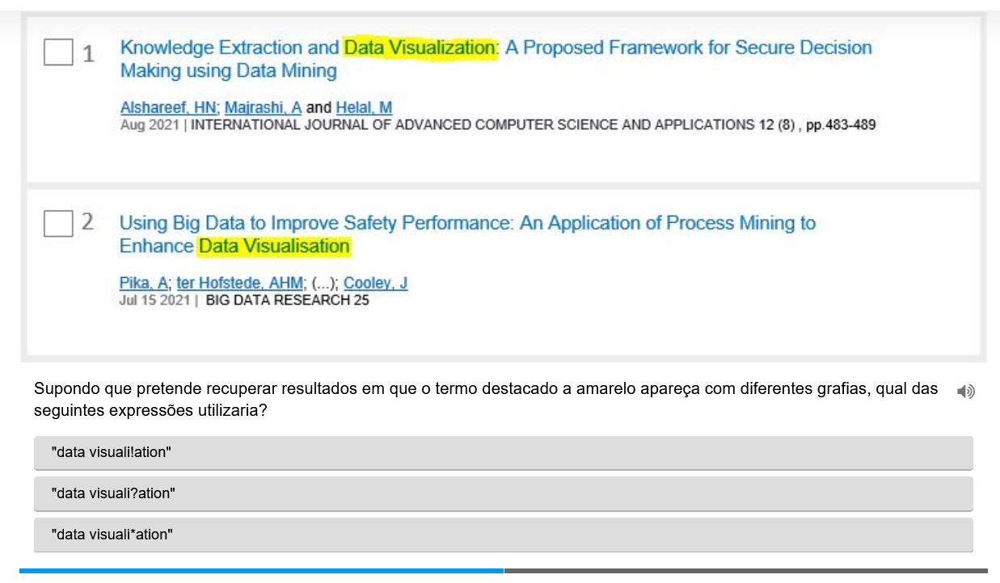 1
Knowledge Extraction and Data Visualization: A Proposed Framework for Secure Decision
Making using Data Mining
Alshareef, HN; Majrashi, A and Helal, M
Aug 2021 | INTERNATIONAL JOURNAL OF ADVANCED COMPUTER SCIENCE AND APPLICATIONS 12 (8) , pp.483-489
2
Using Big Data to Improve Safety Performance: An Application of Process Mining to
Enhance Data Visualisation
Pika, A; ter Hofstede, AHM; (...); Cooley, J
Jul 15 2021 | BIG DATA RESEARCH 25
Supondo que pretende recuperar resultados em que o termo destacado a amarelo apareça com diferentes grafias, qual das
seguintes expressões utilizaria?
"data visuali!ation"
"data visuali?ation"
"data visuali*ation"